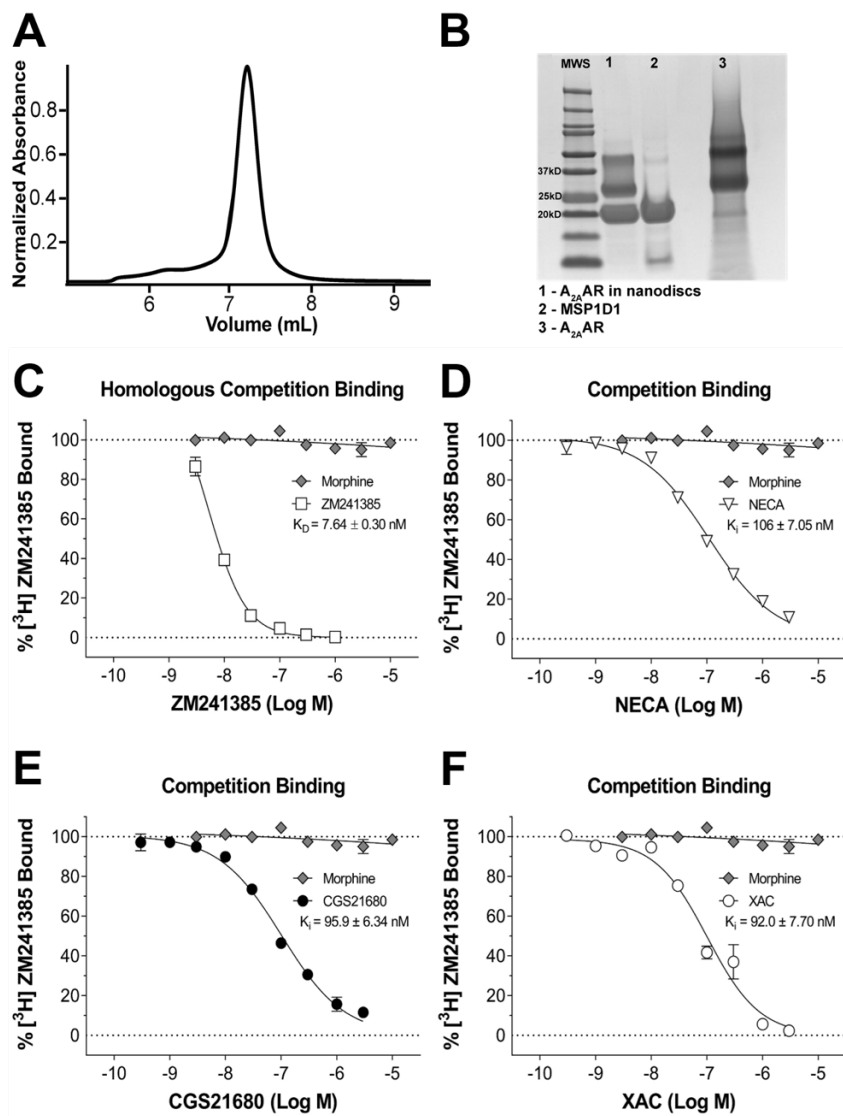 A
Normalized Absorbance
0.8
0.6
0.4
0.2
6 7 8 9
Volume (mL)
B
MWS 1 2 3
37kD
25kD
20kD
1 - A₂ₐAR in nanodiscs
2 - MSP1D1
3 - A₂ₐAR
C
Homologous Competition Binding
% [³H] ZM241385 Bound
100
80
60
40
20
0
Morphine
ZM241385
K_D = 7.64 ± 0.30 nM
-10 -9 -8 -7 -6 -5
ZM241385 (Log M)
D
Competition Binding
% [³H] ZM241385 Bound
100
80
60
40
20
0
Morphine
NECA
Kᵢ = 106 ± 7.05 nM
-10 -9 -8 -7 -6 -5
NECA (Log M)
E
Competition Binding
% [³H] ZM241385 Bound
100
80
60
40
20
0
Morphine
CGS21680
Kᵢ = 95.9 ± 6.34 nM
-10 -9 -8 -7 -6 -5
CGS21680 (Log M)
F
Competition Binding
% [³H] ZM241385 Bound
100
80
60
40
20
0
Morphine
XAC
Kᵢ = 92.0 ± 7.70 nM
-10 -9 -8 -7 -6 -5
XAC (Log M)